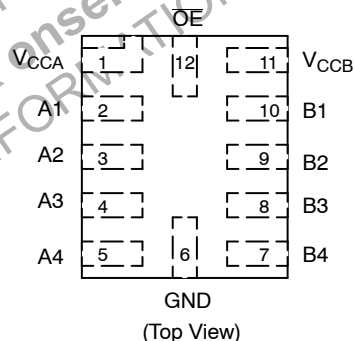 OE
VCCA 1 12 11 VCCB
A1 2 10 B1
A2 3 9 B2
A3 4 8 B3
A4 5 6 7 B4
GND
(Top View)